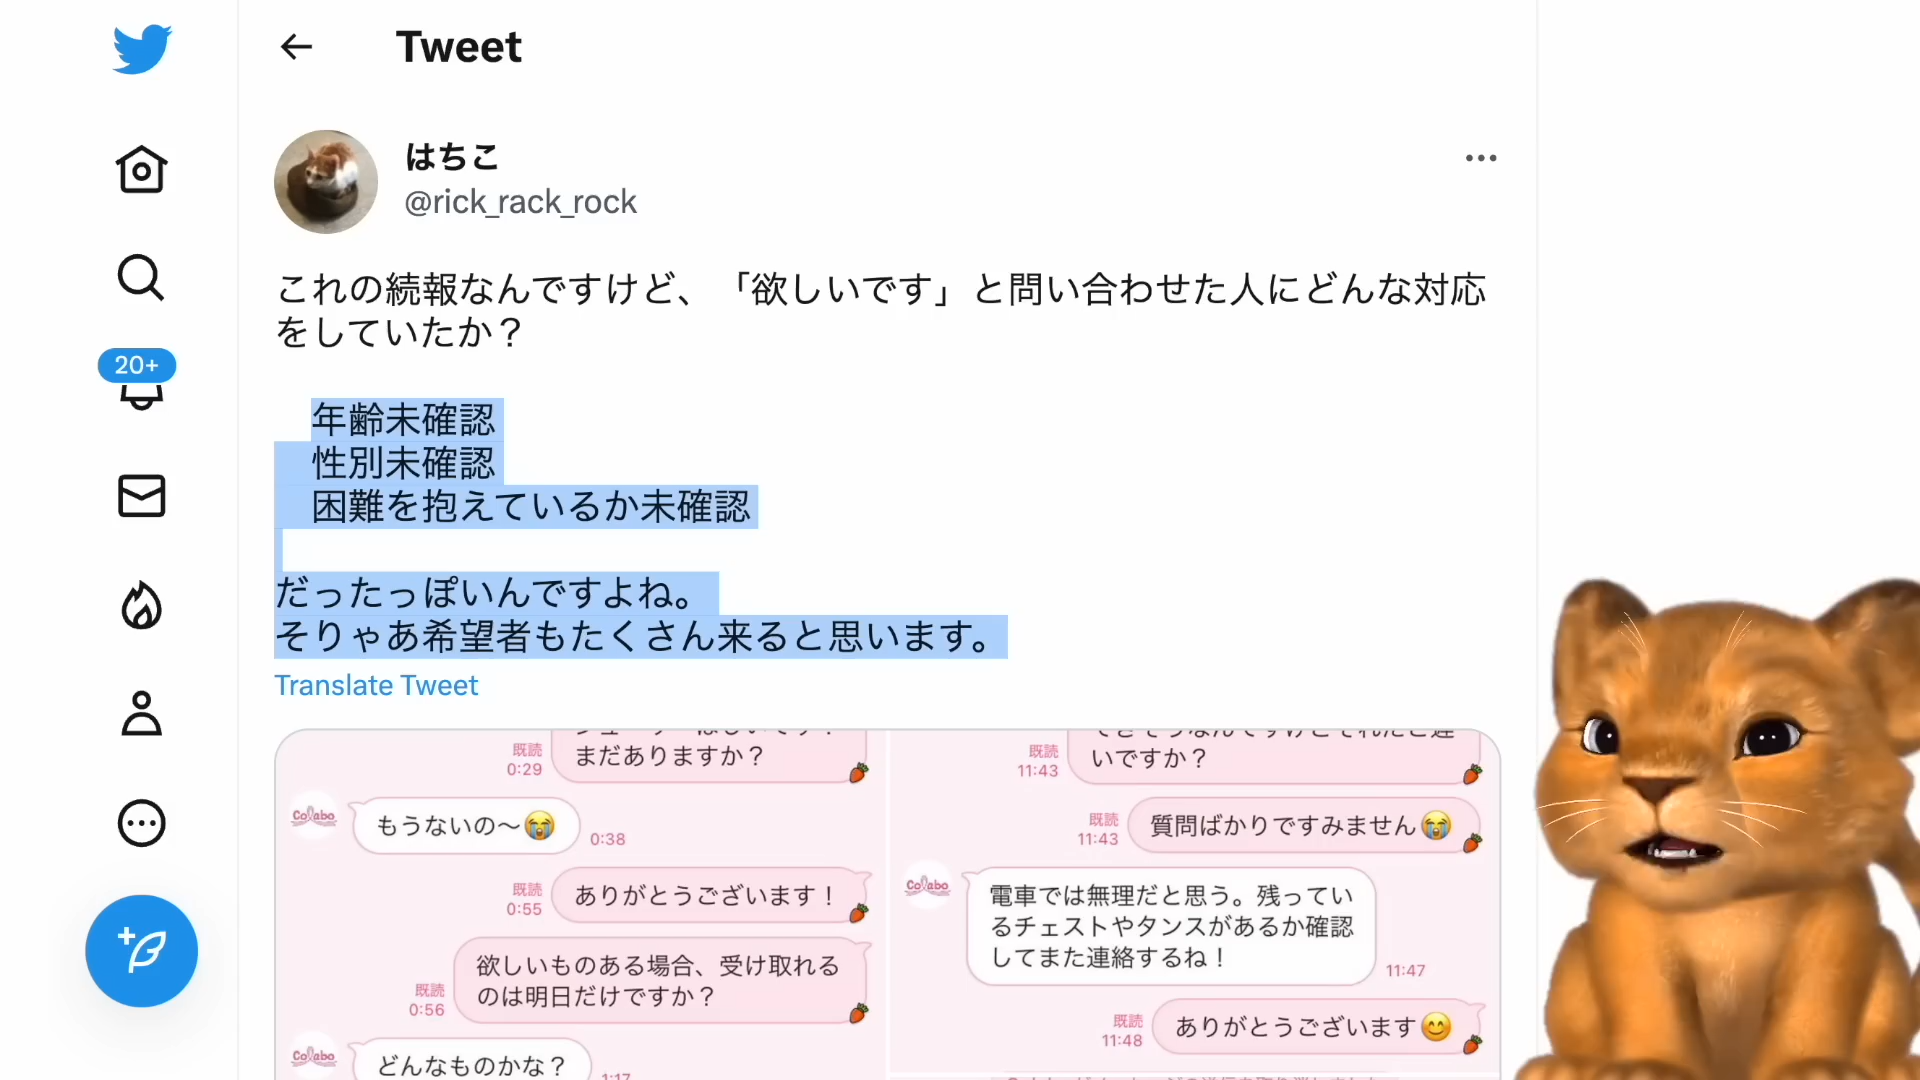 Tweet
はちこ
@rick_rack_rock
これの続報なんですけど、「欲しいです」と問い合わせた人にどんな対応
をしていたか？
年齢未確認
性別未確認
困難を抱えているか未確認
だったっぽいんですよね。
そりゃあ希望者もたくさん来ると思います。
Translate Tweet
20+
既読
0:29
まだありますか？
Colabo
もうないの〜😭
0:38
既読
0:55
ありがとうございます！
既読
0:56
欲しいものある場合、受け取れる
のは明日だけですか？
Colabo
どんなものかな？
1:17
既読
11:43
いですか？
既読
11:43
質問ばかりですみません😭
Colabo
電車では無理だと思う。残ってい
るチェストやタンスがあるか確認
してまた連絡するね！
11:47
既読
11:48
ありがとうございます😊